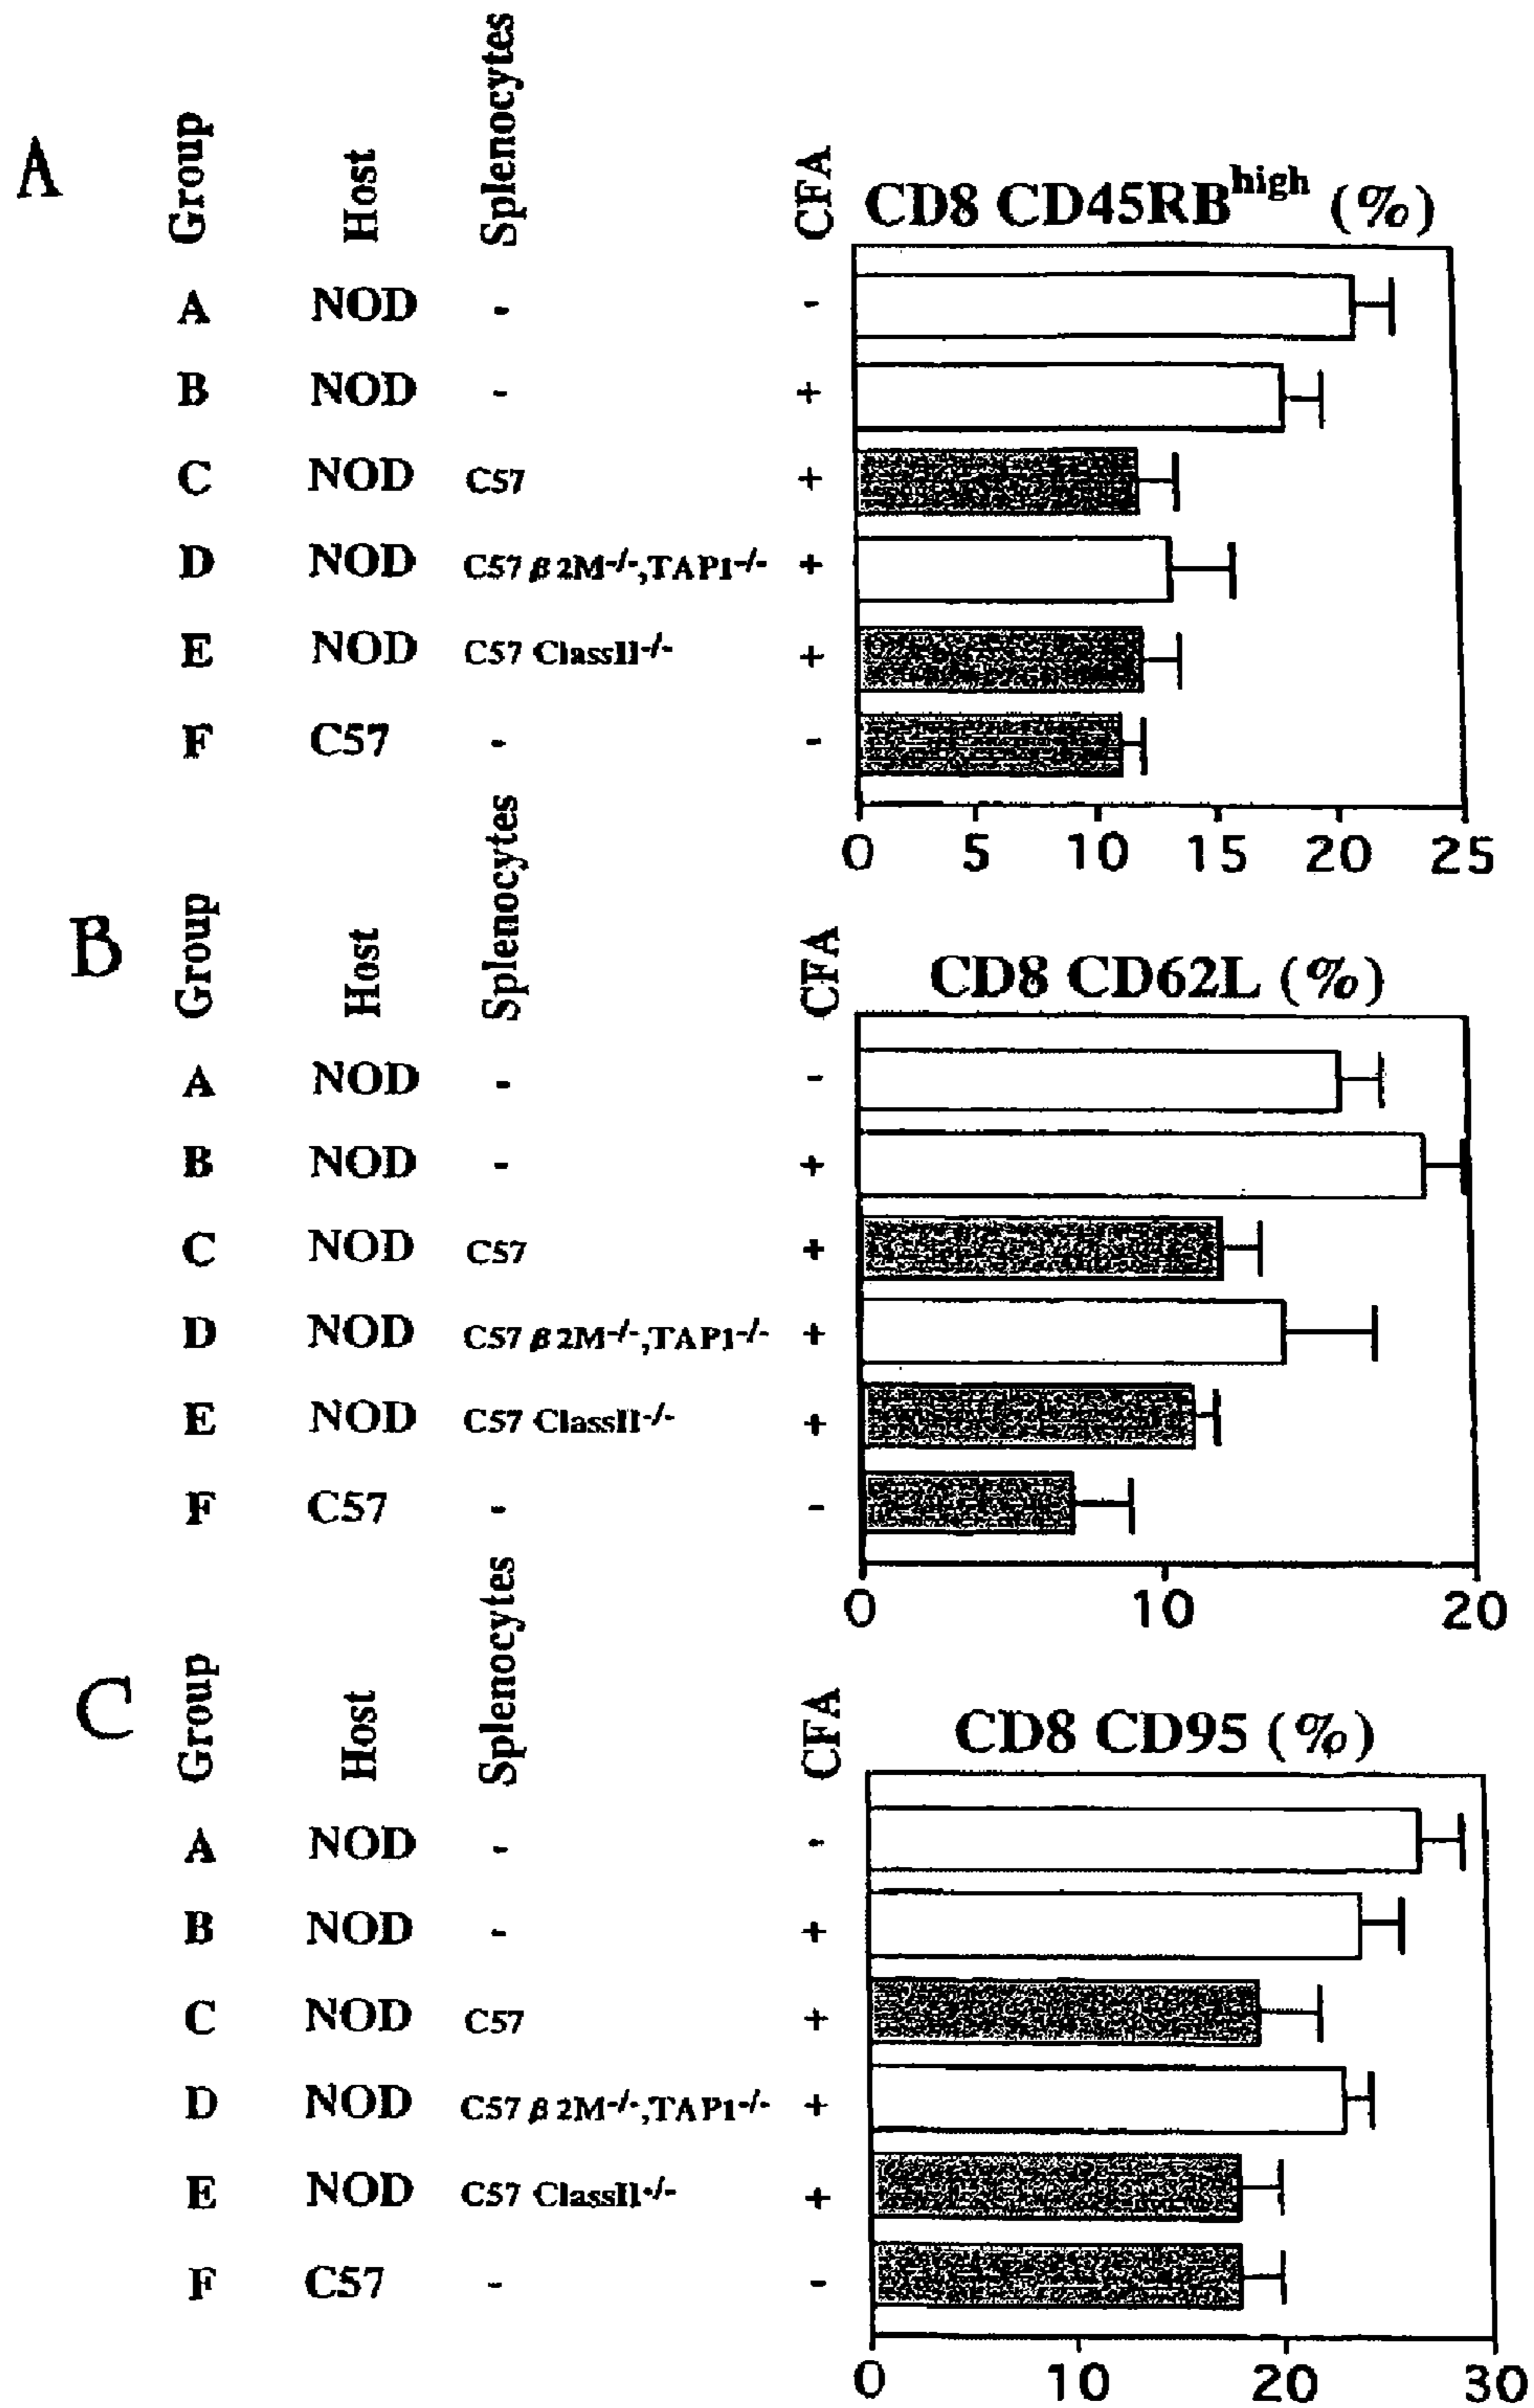 A Group Host Splenocytes CFA CD8 CD45RBhigh (%)
A NOD - -
B NOD - +
C NOD C57 +
D NOD C57 β2M-/-,TAP1-/- +
E NOD C57 ClassII-/- +
F C57 - -
0 5 10 15 20 25
B Group Host Splenocytes CFA CD8 CD62L (%)
A NOD - -
B NOD - +
C NOD C57 +
D NOD C57 β2M-/-,TAP1-/- +
E NOD C57 ClassII-/- +
F C57 - -
0 10 20
C Group Host Splenocytes CFA CD8 CD95 (%)
A NOD - -
B NOD - +
C NOD C57 +
D NOD C57 β2M-/-,TAP1-/- +
E NOD C57 ClassII-/- +
F C57 - -
0 10 20 30